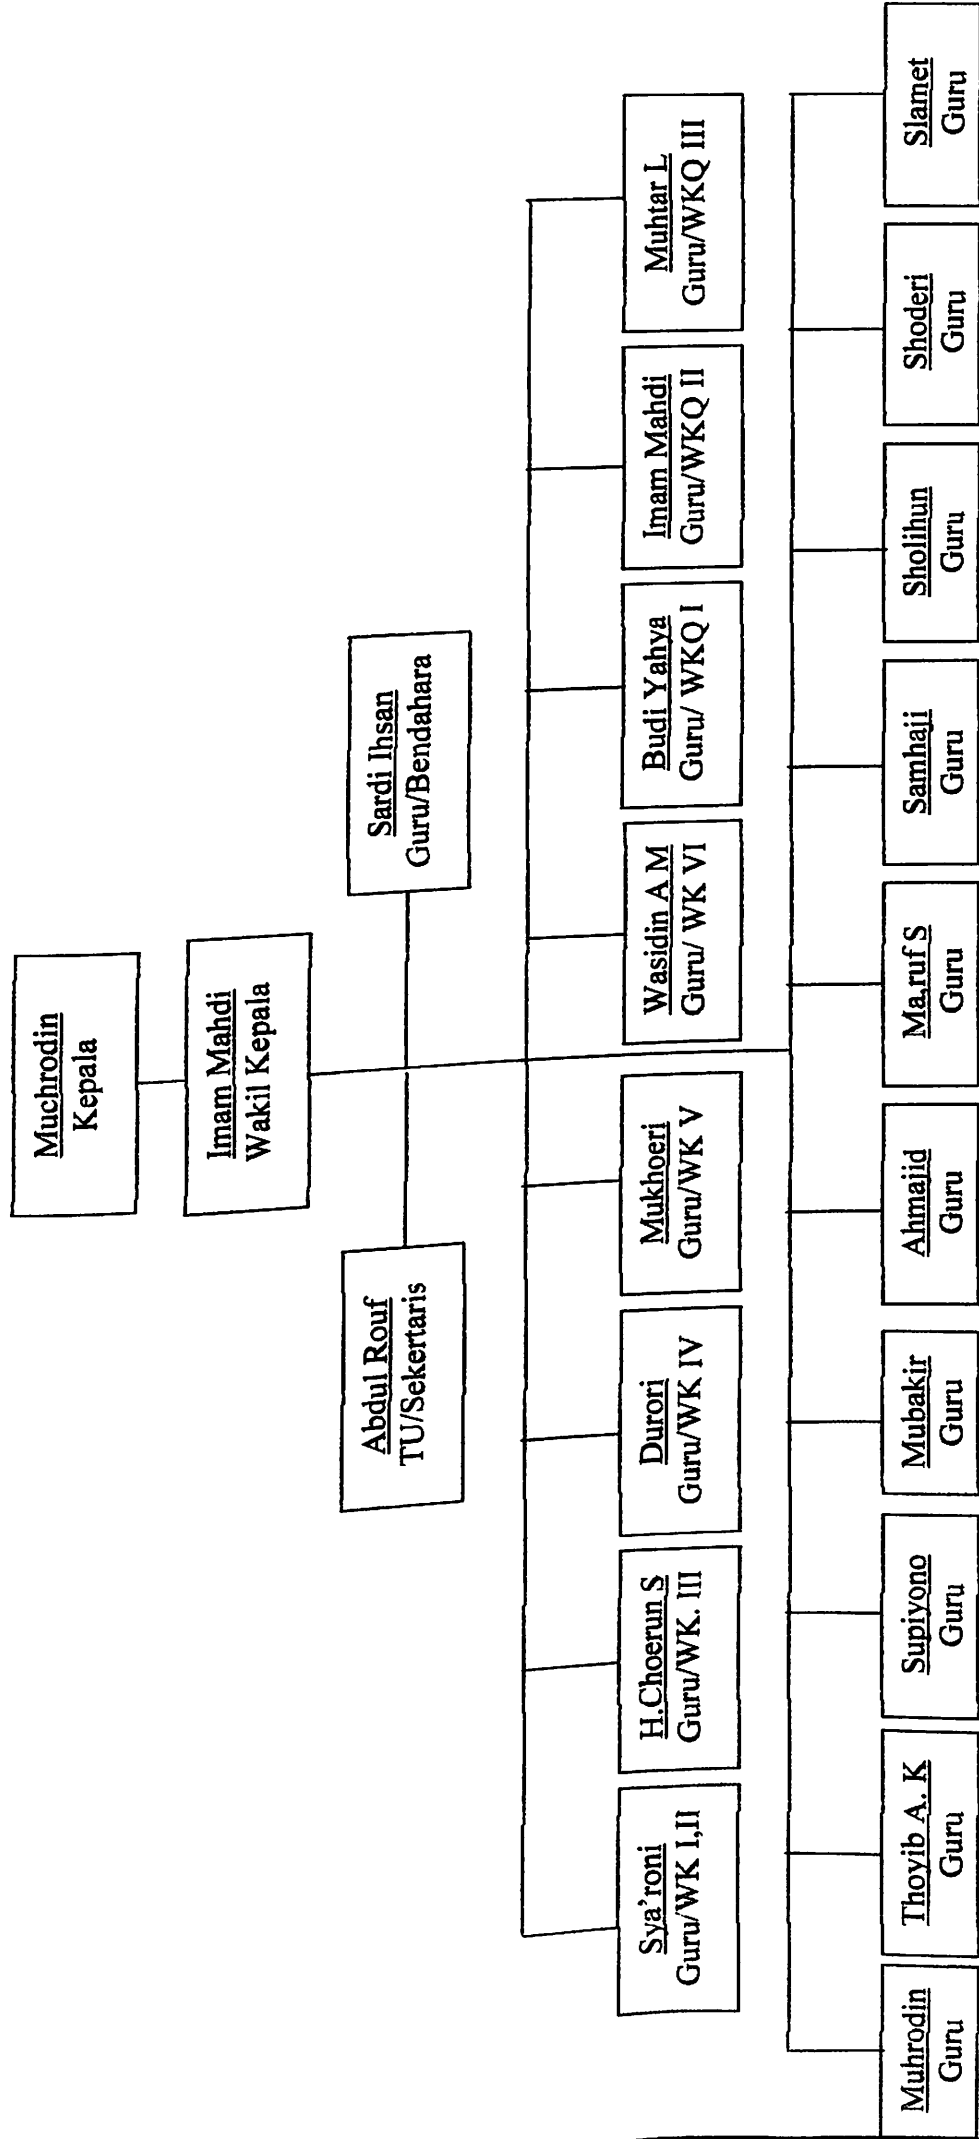 Muchrodin
Kepala
Imam Mahdi
Wakil Kepala
Abdul Rouf
TU/Sekertaris
Sardi Ihsan
Guru/Bendahara
Sya'roni
Guru/WK I,II
H.Choerun S
Guru/WK. III
Durori
Guru/WK IV
Mukhoeri
Guru/WK V
Wasidin A M
Guru/ WK VI
Budi Yahya
Guru/ WKQ I
Imam Mahdi
Guru/WKQ II
Muhtar L
Guru/WKQ III
Muhrodin
Guru
Thoyib A. K
Guru
Supiyono
Guru
Mubakir
Guru
Ahmajid
Guru
Ma,ruf S
Guru
Samhaji
Guru
Sholihun
Guru
Shoderi
Guru
Slamet
Guru